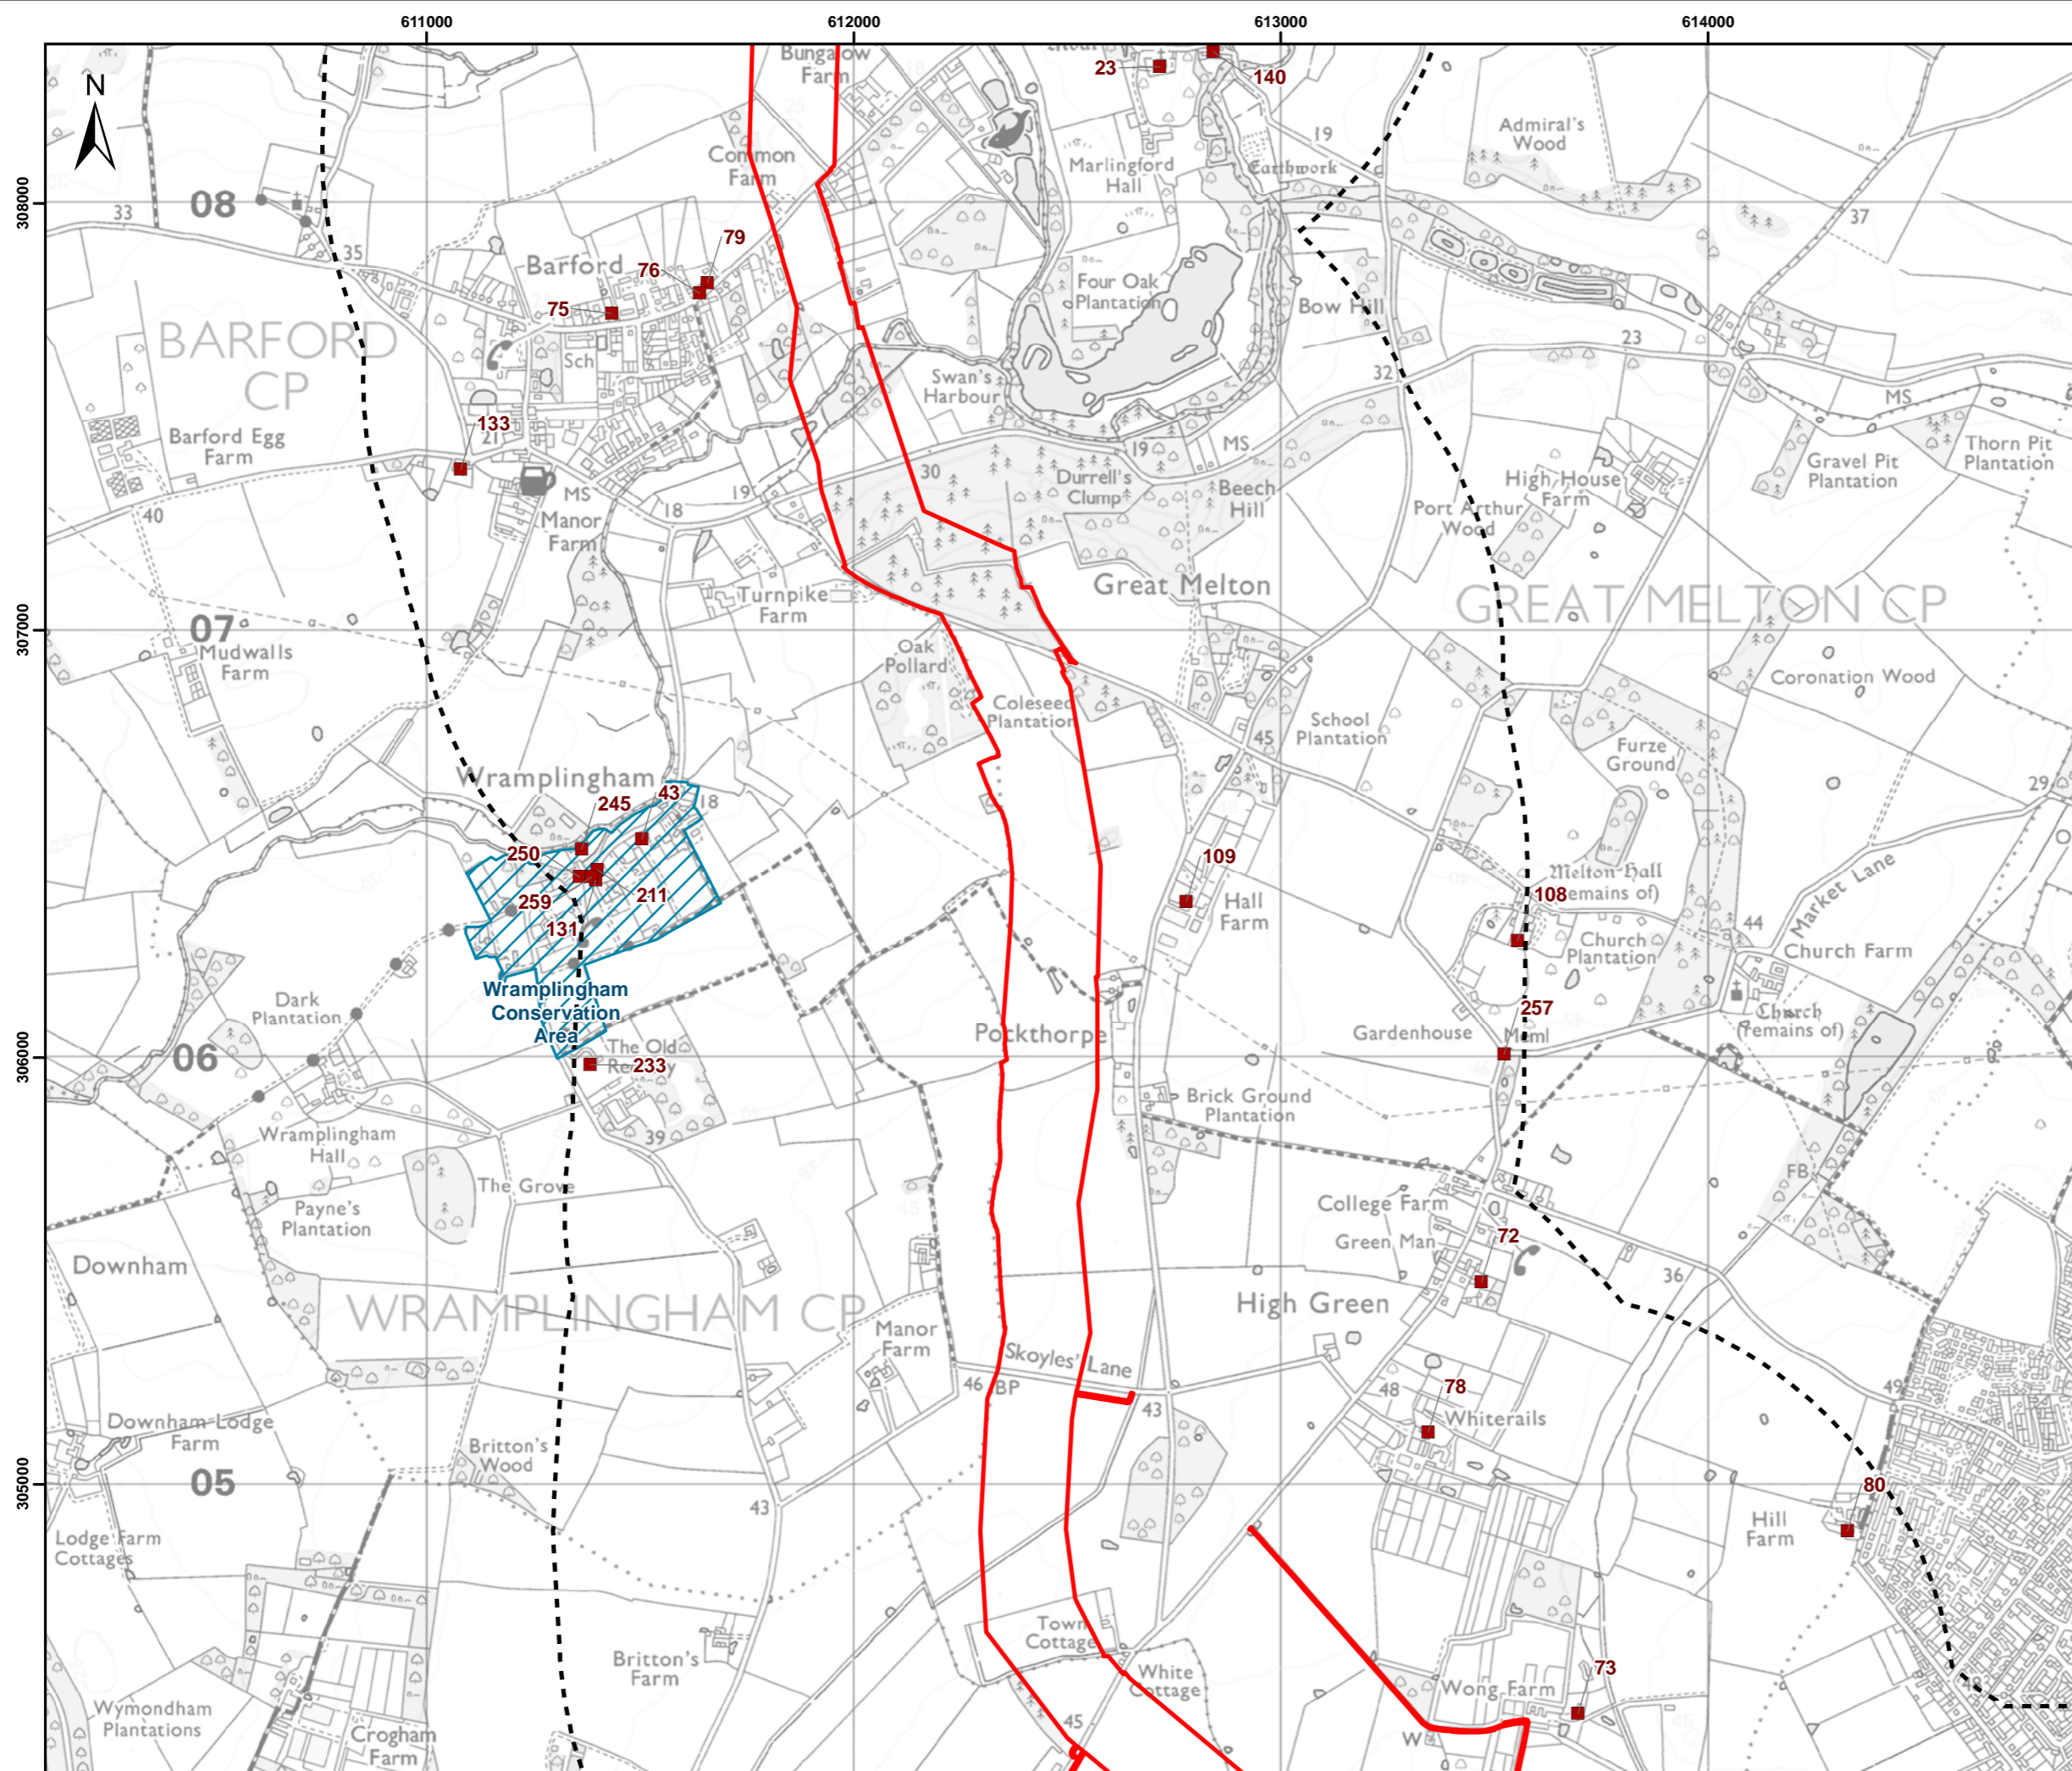 611000
612000
613000
614000
308000
307000
306000
305000
N
Bungalow
Farm
23
140
25
18
Common
Farm
Marlingford
Hall
Earthwork
19
Admiral's
Wood
08
33
35
37
79
76
75
Barford
BARFORD
CP
Sch
Four Oak
Plantation
Bow Hill
23
32
Swan's
Harbour
MS
133
21
Barford Egg
Farm
40
MS
Manor
Farm
18
19
30
Durrell's
Clump
19
MS
Beech
Hill
High House
Farm
Port Arthur
Wood
Gravel Pit
Plantation
Thorn Pit
Plantation
Turnpike
Farm
Great Melton
GREAT MELTON CP
07
Mudwalls
Farm
Oak
Pollard
Coleseed
Plantation
School
Plantation
45
Coronation Wood
Furze
Ground
29
Wramplingham
245
43
18
250
259
211
131
109
Hall
Farm
Melton Hall
(remains of)
108
Church
Plantation
44
Market Lane
Church Farm
Wramplingham
Conservation
Area
Dark
Plantation
Pockthorpe
257
Gardenhouse
Meml
Church
(remains of)
06
The Old
Rectory
233
39
Brick Ground
Plantation
Wramplingham
Hall
The Grove
Payne's
Plantation
Downham
FB
College Farm
Green Man
72
36
High Green
WRAMPLINGHAM CP
Manor
Farm
Skoyles' Lane
46
BP
43
48
78
Whiterails
49
Downham Lodge
Farm
Britton's
Wood
05
43
80
Hill
Farm
Lodge Farm
Cottages
Town
Cottage
White
Cottage
Britton's
Farm
73
Wong Farm
Wymondham
Plantations
Crogham
Farm
45
W